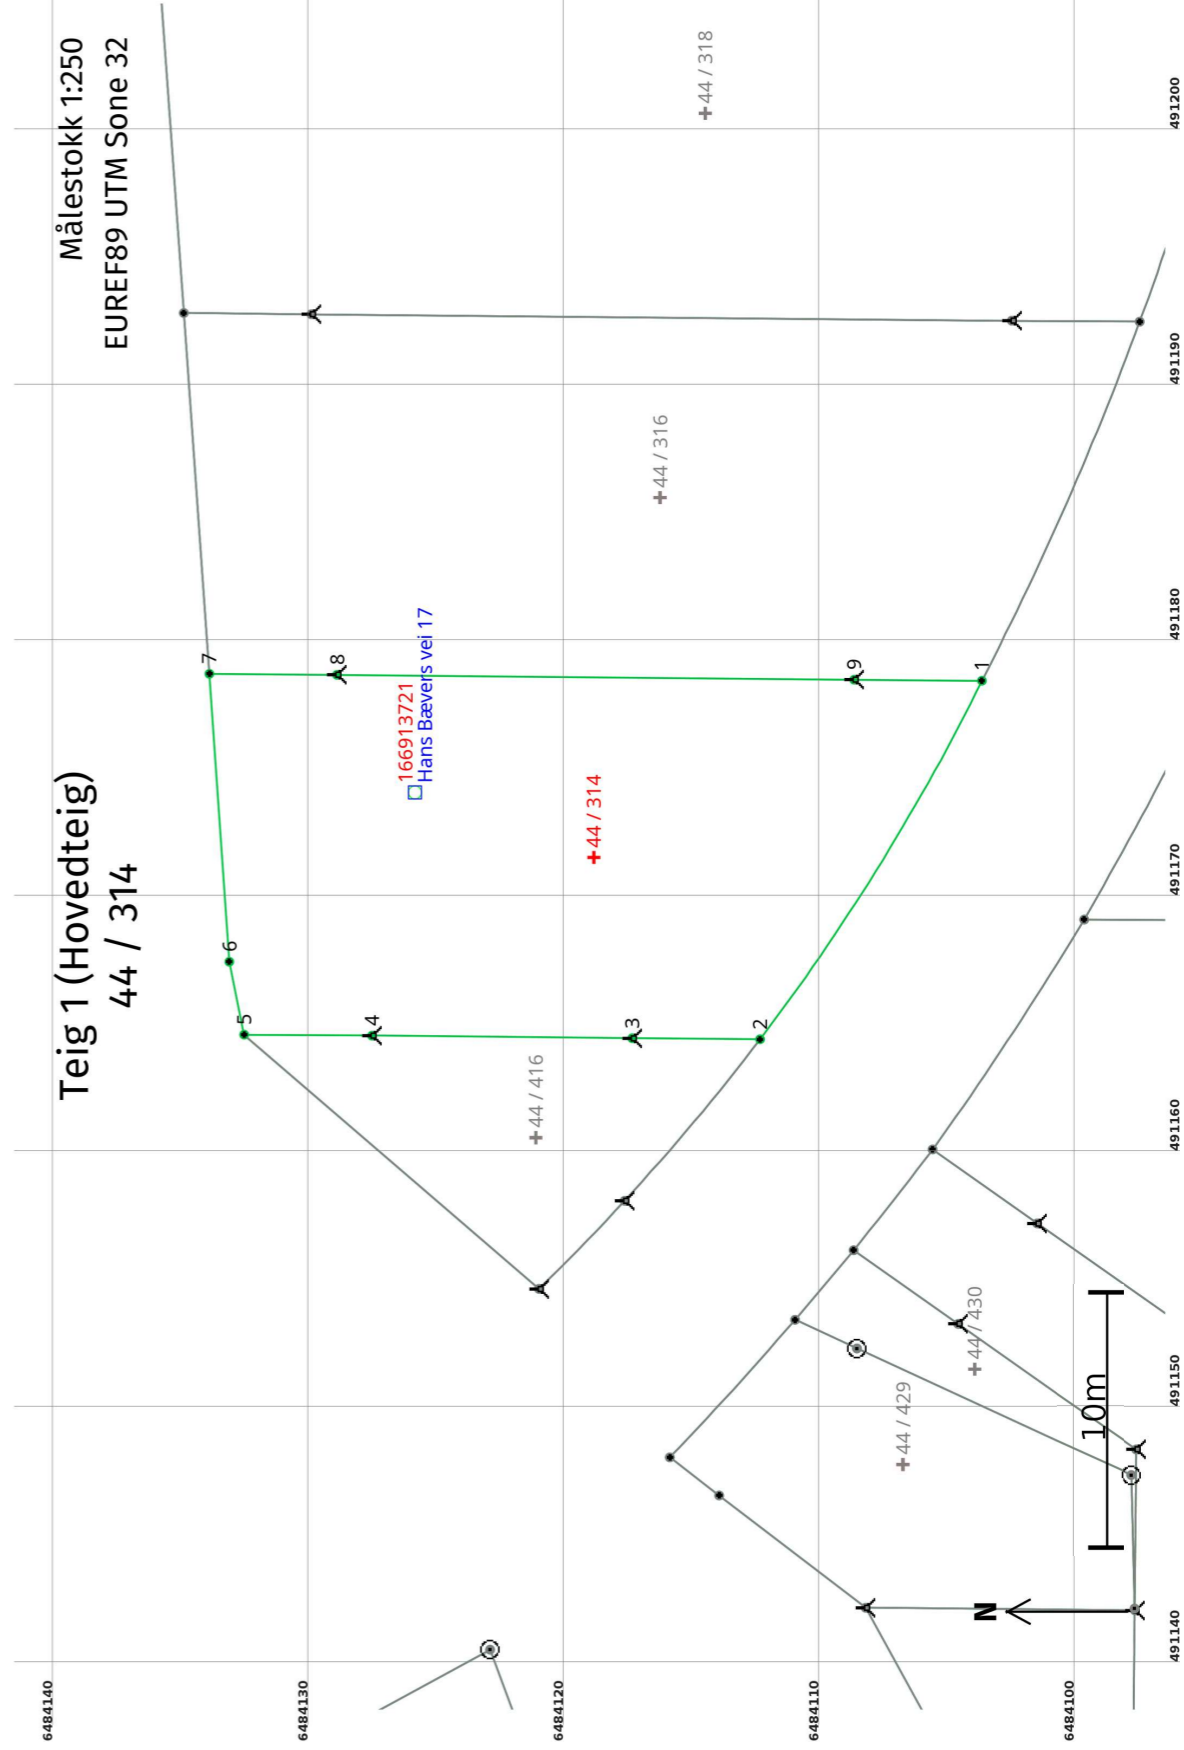 Teig 1 (Hovedteig)
44 / 314
Målestokk 1:250
EUREF89 UTM Sone 32
6484140
6484130
6484120
6484110
6484100
491140
491150
491160
491170
491180
491190
491200
5
6
7
4
8
3
9
2
1
166913721
Hans Bævers vei 17
+44 / 314
+44 / 416
+44 / 316
+44 / 318
+44 / 429
+44 / 430
N
10m